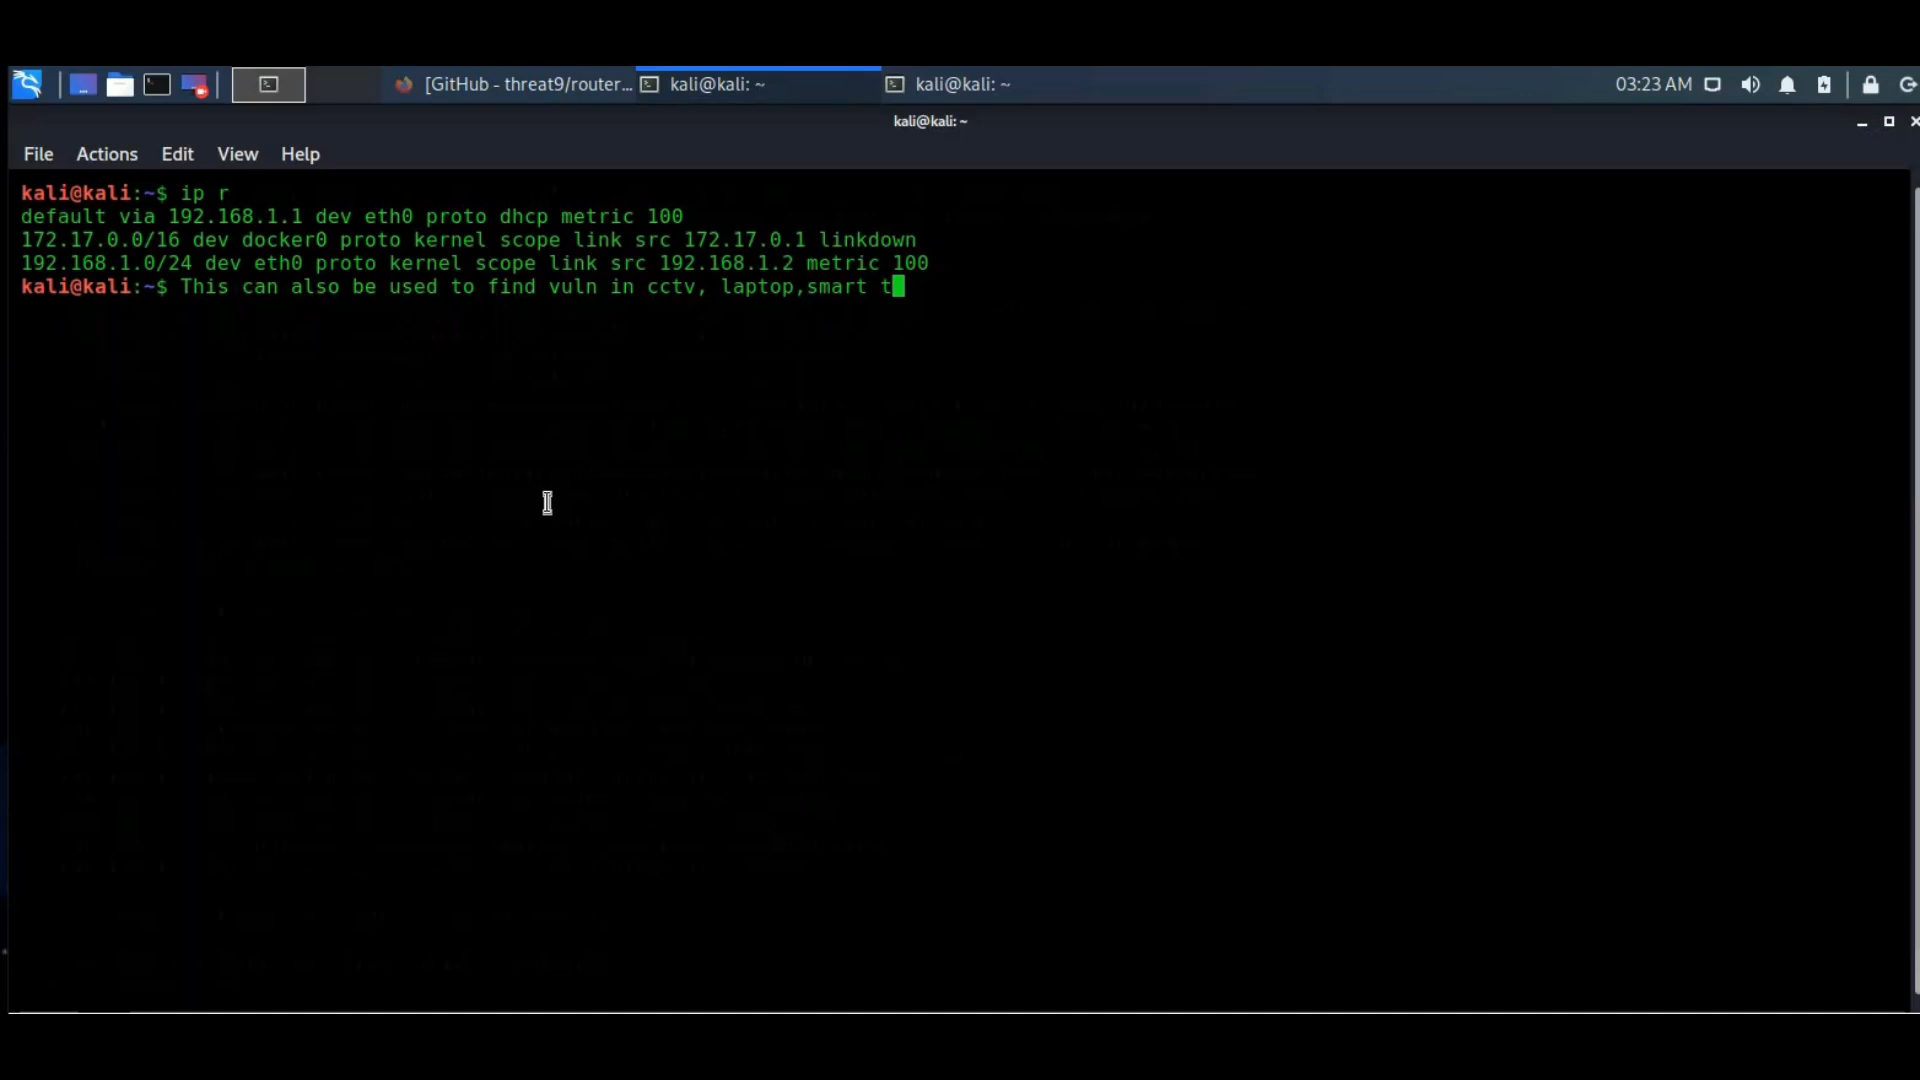 [GitHub - threat9/router... kali@kali: ~ kali@kali: ~ 03:23 AM
kali@kali: ~
File Actions Edit View Help
kali@kali:~$ ip r
default via 192.168.1.1 dev eth0 proto dhcp metric 100
172.17.0.0/16 dev docker0 proto kernel scope link src 172.17.0.1 linkdown
192.168.1.0/24 dev eth0 proto kernel scope link src 192.168.1.2 metric 100
kali@kali:~$ This can also be used to find vuln in cctv, laptop,smart t